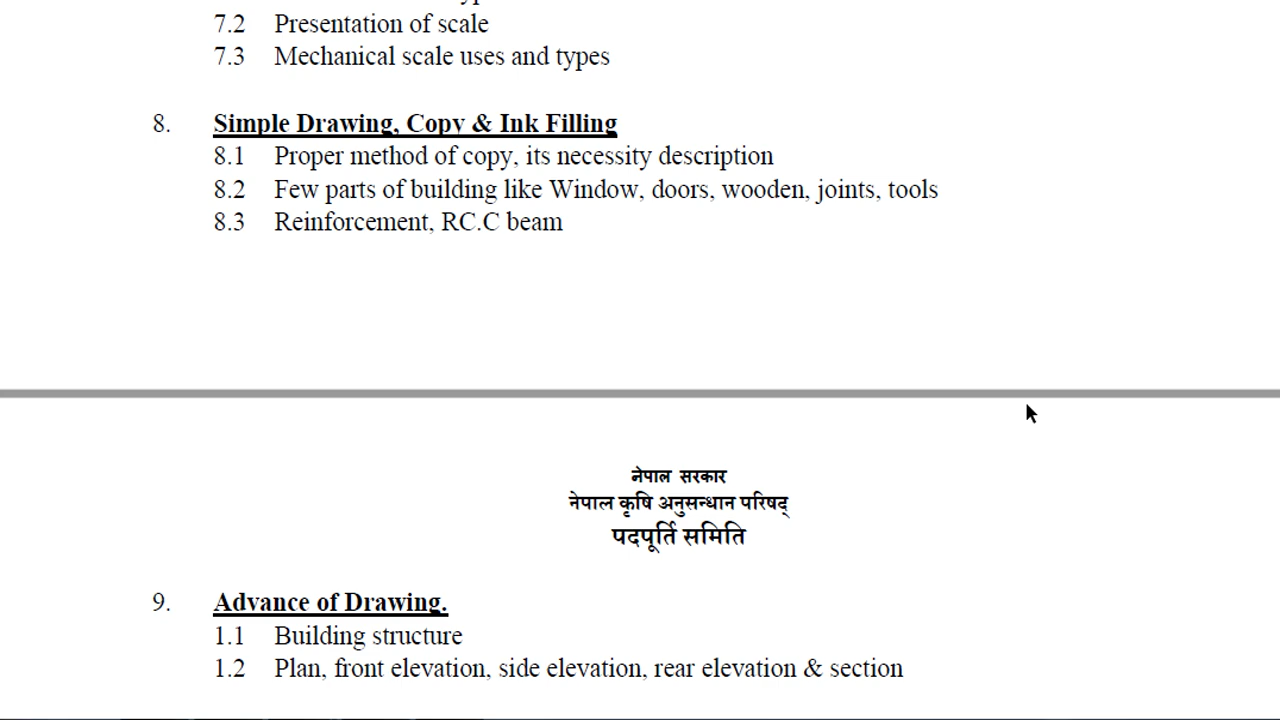 7.2 Presentation of scale
7.3 Mechanical scale uses and types
8. Simple Drawing, Copy & Ink Filling
8.1 Proper method of copy, its necessity description
8.2 Few parts of building like Window, doors, wooden, joints, tools
8.3 Reinforcement, RC.C beam
नेपाल सरकार
नेपाल कृषि अनुसन्धान परिषद्
पदपूर्ति समिति
9. Advance of Drawing.
1.1 Building structure
1.2 Plan, front elevation, side elevation, rear elevation & section